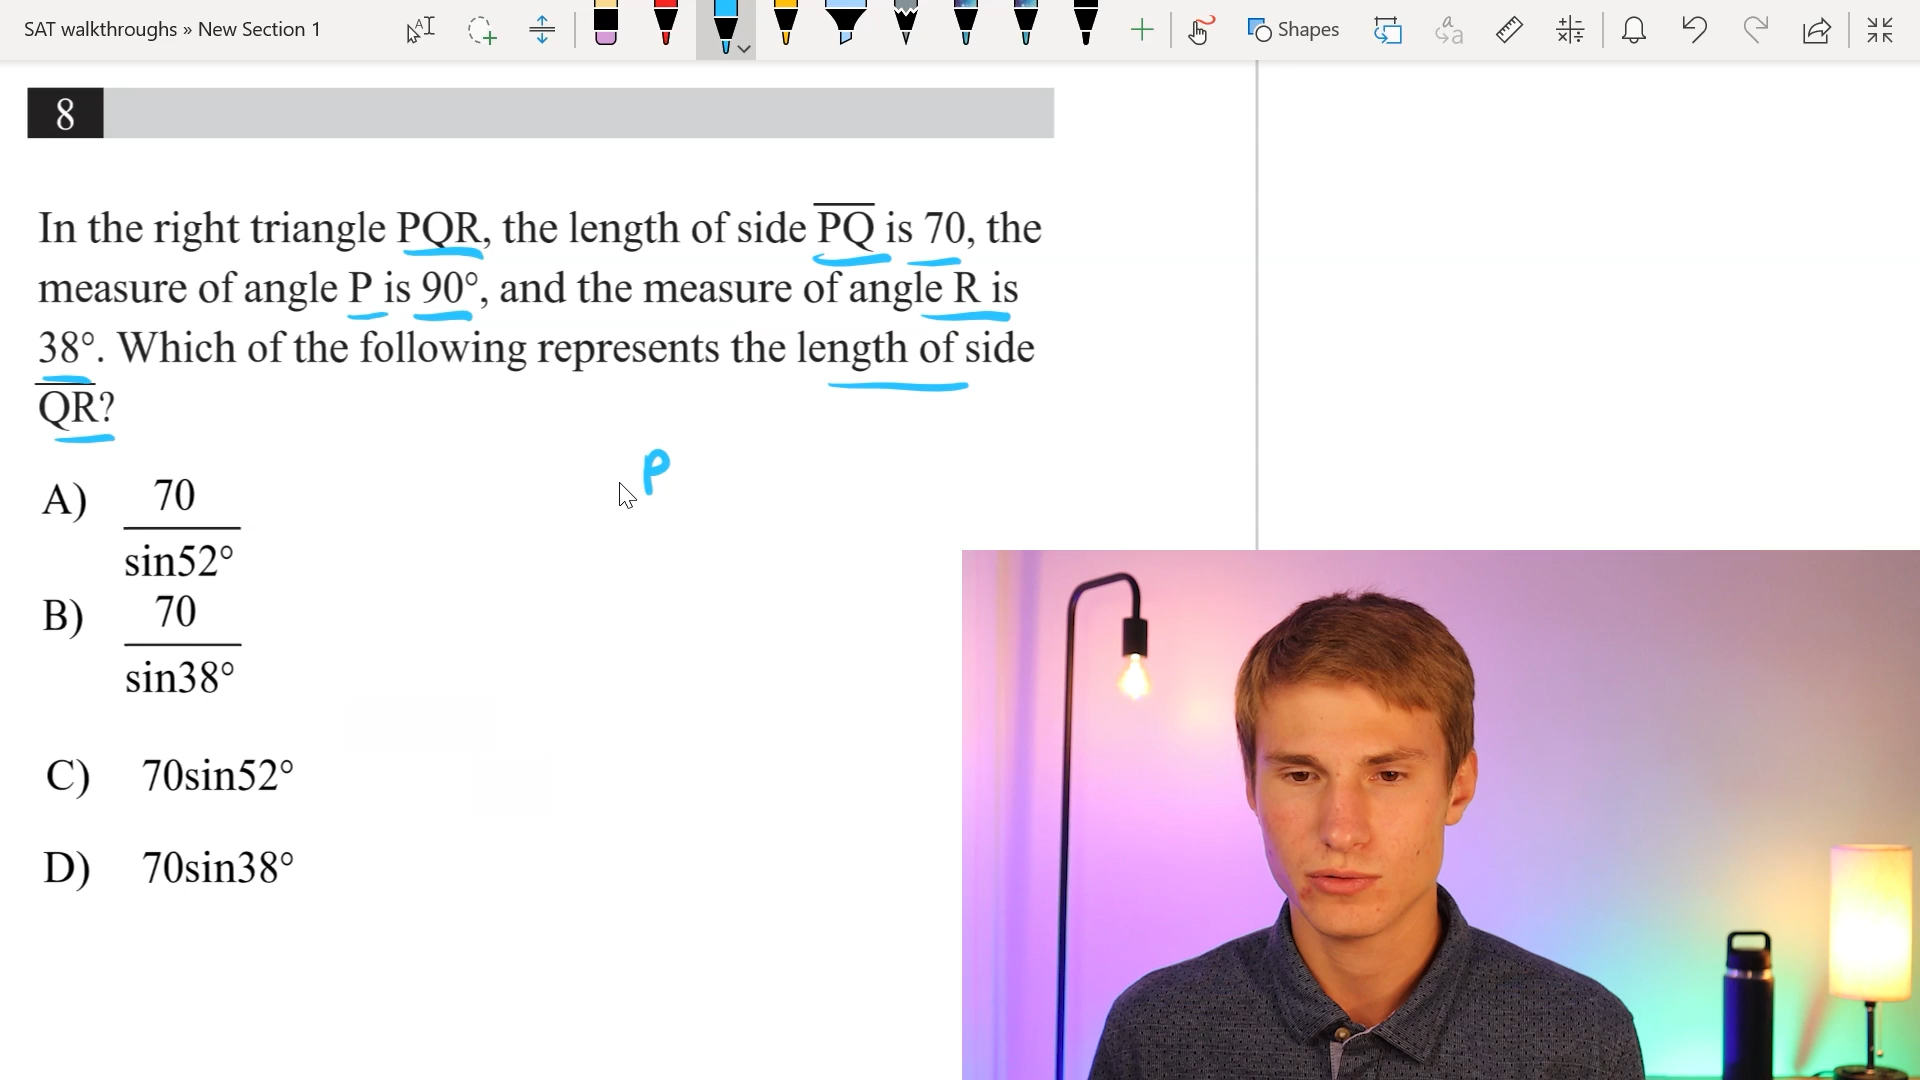 SAT walkthroughs » New Section 1
Shapes
8
In the right triangle PQR, the length of side PQ is 70, the
measure of angle P is 90°, and the measure of angle R is
38°. Which of the following represents the length of side
QR?
P
A) 70
sin52°
B) 70
sin38°
C) 70sin52°
D) 70sin38°